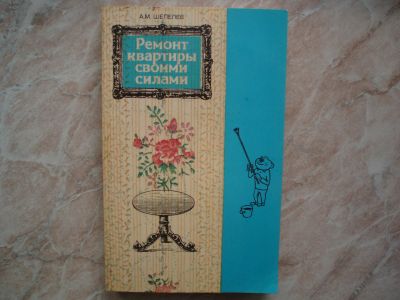 А.М. ШЕПЕЛЕВ
Ремонт
квартиры
своими
силами